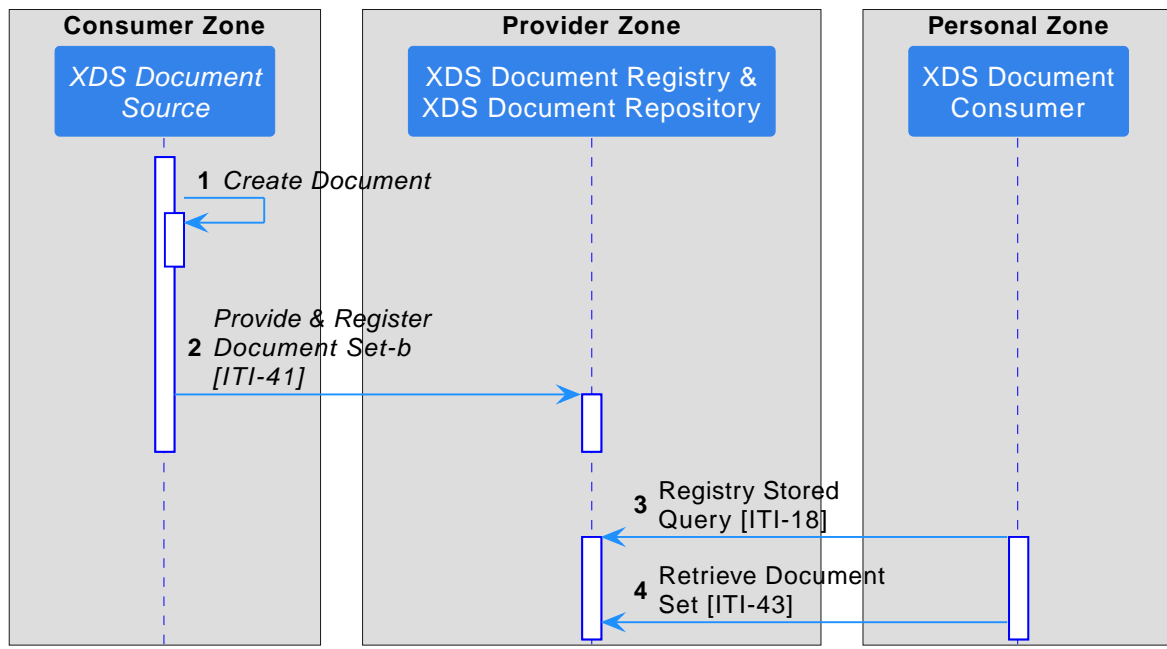 Consumer Zone
Provider Zone
Personal Zone
XDS Document
Source
XDS Document Registry &
XDS Document Repository
XDS Document
Consumer
1 Create Document
Provide & Register
2 Document Set-b
[ITI-41]
3 Registry Stored
Query [ITI-18]
4 Retrieve Document
Set [ITI-43]